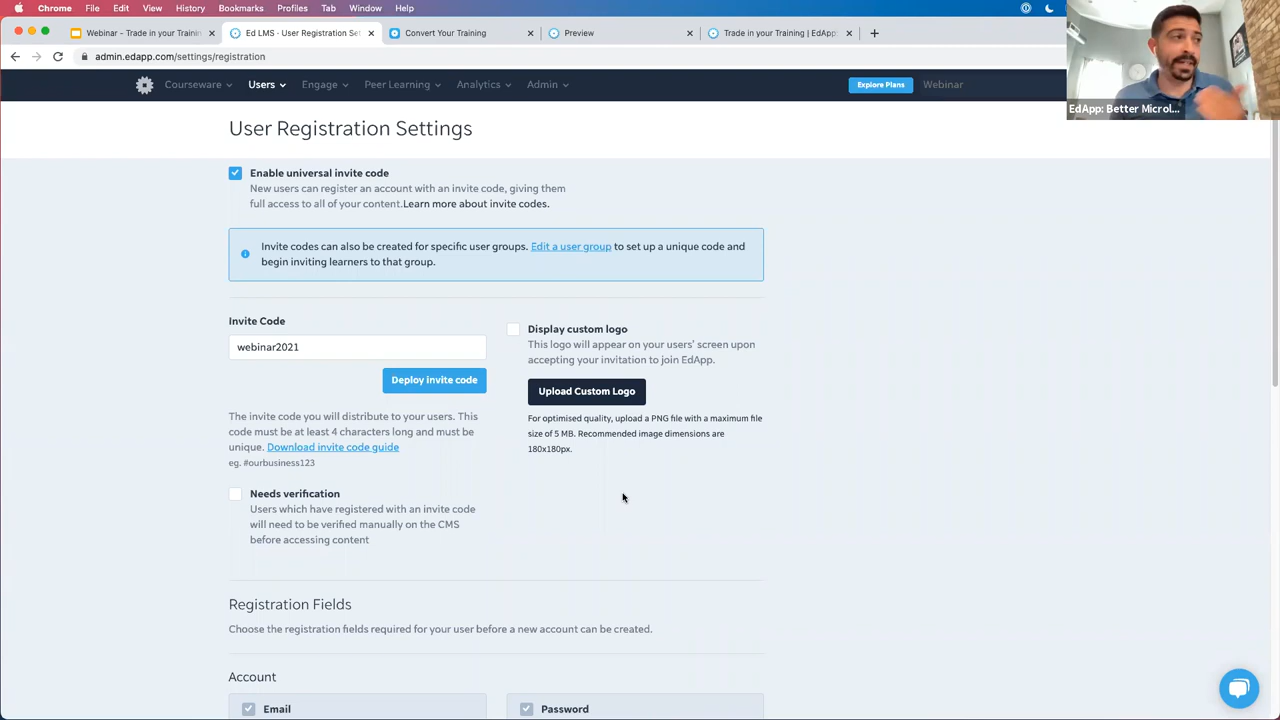 Chrome File Edit View History Bookmarks Profiles Tab Window Help
Webinar - Trade in your Trainin
Ed LMS - User Registration Set
Convert Your Training
Preview
Trade in your Training | EdApp
admin.edapp.com/settings/registration
Courseware Users Engage Peer Learning Analytics Admin Explore Plans Webinar
EdApp: Better Microl...
User Registration Settings
Enable universal invite code
New users can register an account with an invite code, giving them
full access to all of your content.Learn more about invite codes.
Invite codes can also be created for specific user groups. Edit a user group to set up a unique code and
begin inviting learners to that group.
Invite Code
webinar2021
Deploy invite code
The invite code you will distribute to your users. This
code must be at least 4 characters long and must be
unique. Download invite code guide
eg. #ourbusiness123
Needs verification
Users which have registered with an invite code
will need to be verified manually on the CMS
before accessing content
Display custom logo
This logo will appear on your users' screen upon
accepting your invitation to join EdApp.
Upload Custom Logo
For optimised quality, upload a PNG file with a maximum file
size of 5 MB. Recommended image dimensions are
180x180px.
Registration Fields
Choose the registration fields required for your user before a new account can be created.
Account
Email
Password